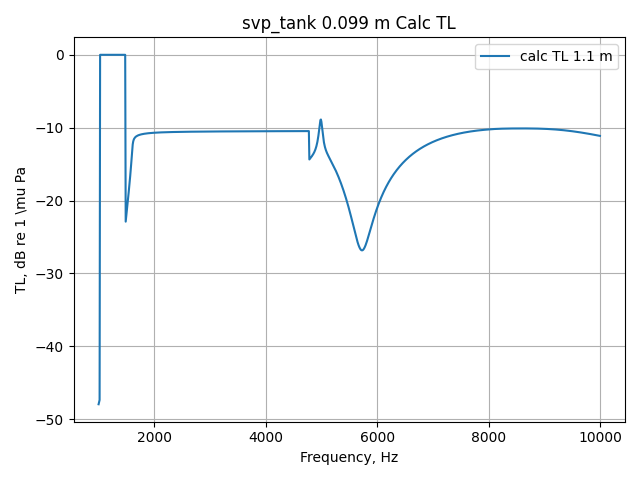 svp_tank 0.099 m Calc TL
calc TL 1.1 m
TL, dB re 1 \mu Pa
0
−10
−20
−30
−40
−50
2000 4000 6000 8000 10000
Frequency, Hz